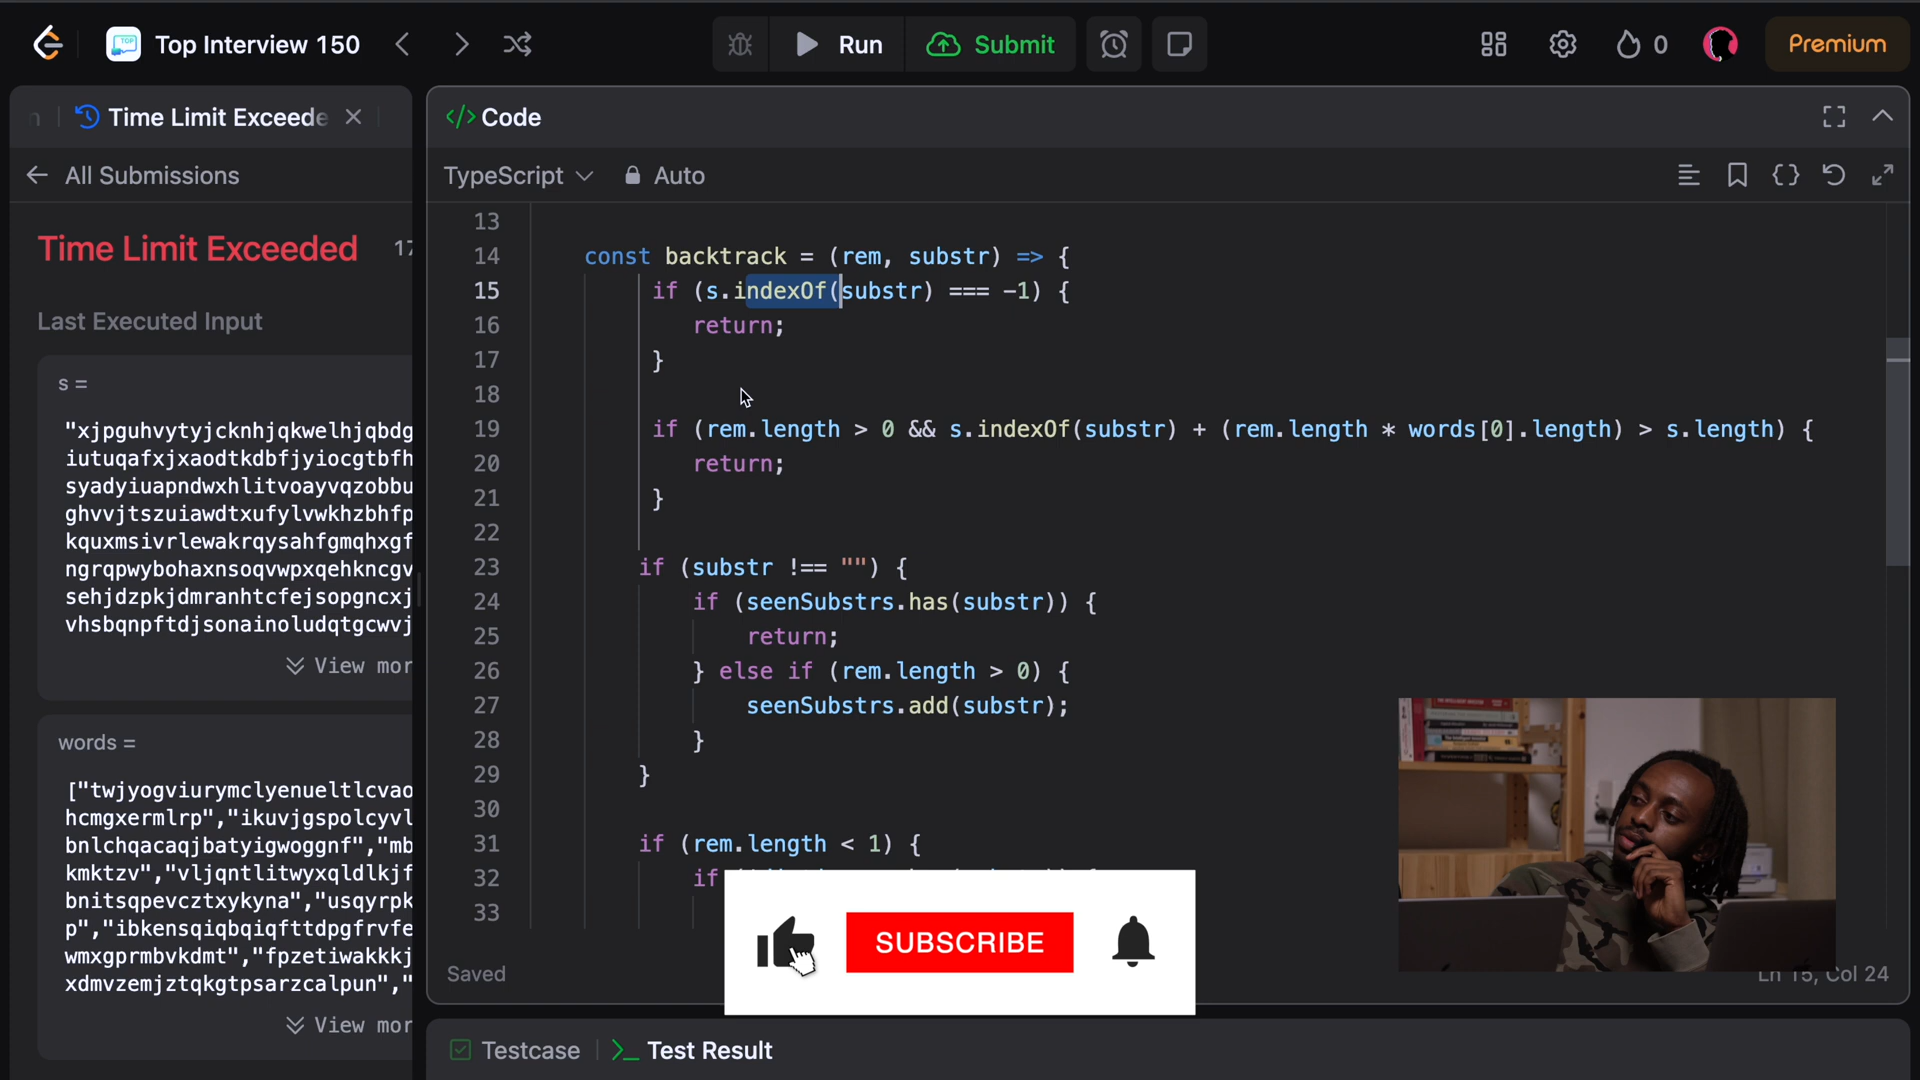 Top Interview 150
Run
Submit
0
Premium
Time Limit Exceede
All Submissions
Time Limit Exceeded 17
Last Executed Input
s =
"xjpguhvytyjcknhjqkwelhjqbdg
iutuqafxjxaodtkdbfjyiocgtbfh
syadyiuapndwxhlitvoayvqzobbu
ghvvjtszuiawdtxufylvwkhzbhfp
kquxmsivrlewakrqysahfgmqhxgf
ngrqpwybohaxnsoqvwpxqehkncgv
sehjdzpkjdmranhtcfejsopgncxj
vhsbqnpftdjsonainoludqtgcwvj
View mor
words =
["twjyogviurymclyenueltlcvao
hcmgxermlrp","ikuvjgspolcyvl
bnlchqacaqjbatyigwoggnf","mb
kmktzv","vljqntlitwyxqldlkjf
bnitsqpevcztxykyna","usqyrpk
p","ibkensqiqbqiqfttdpgfrvfe
wmxgprmbvkdmt","fpzetiwakkkj
xdmvzemjztqkgtpsarzcalpun","
View mor
</> Code
TypeScript
Auto
13
14 const backtrack = (rem, substr) => {
15 if (s.indexOf(substr) === -1) {
16 return;
17 }
18
19 if (rem.length > 0 && s.indexOf(substr) + (rem.length * words[0].length) > s.length) {
20 return;
21 }
22
23 if (substr !== "") {
24 if (seenSubstrs.has(substr)) {
25 return;
26 } else if (rem.length > 0) {
27 seenSubstrs.add(substr);
28 }
29 }
30
31 if (rem.length < 1) {
32 if
33
Saved
Ln 15, Col 24
SUBSCRIBE
Testcase
Test Result